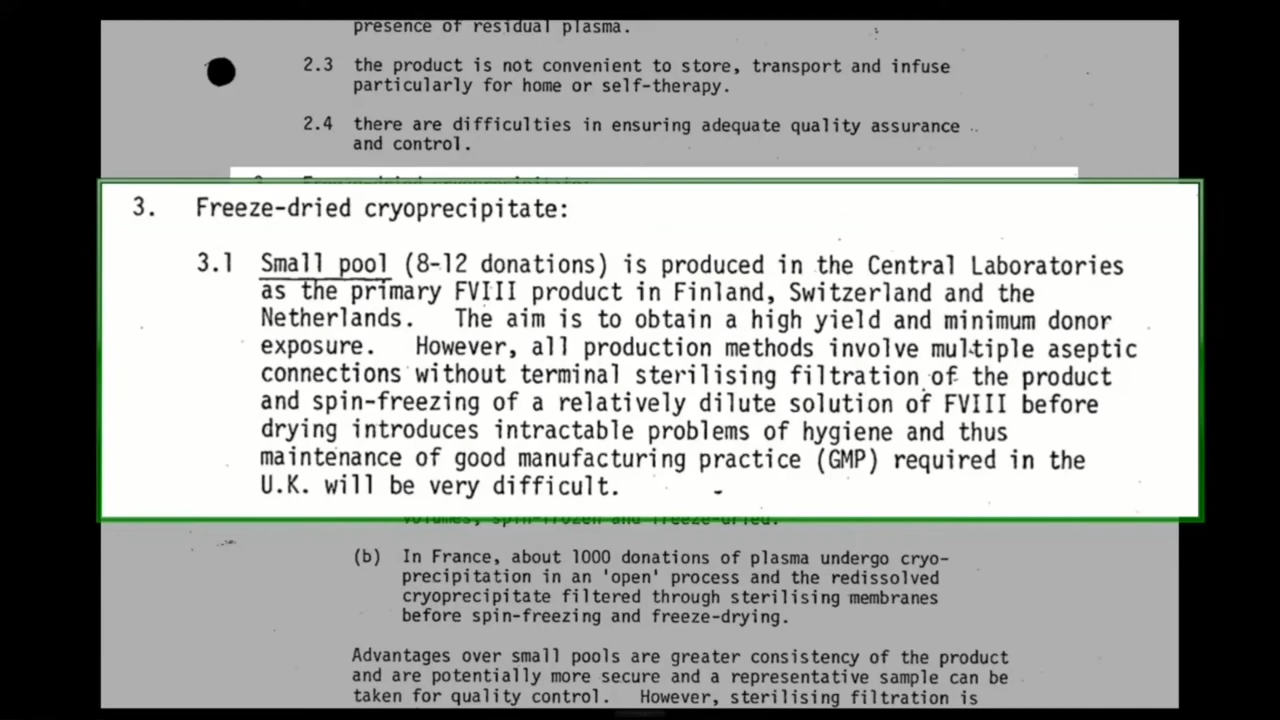 presence of residual plasma.
2.3 the product is not convenient to store, transport and infuse
particularly for home or self-therapy.
2.4 there are difficulties in ensuring adequate quality assurance
and control.
3. Freeze-dried cryoprecipitate:
3.1 Small pool (8-12 donations) is produced in the Central Laboratories
as the primary FVIII product in Finland, Switzerland and the
Netherlands. The aim is to obtain a high yield and minimum donor
exposure. However, all production methods involve multiple aseptic
connections without terminal sterilising filtration of the product
and spin-freezing of a relatively dilute solution of FVIII before
drying introduces intractable problems of hygiene and thus
maintenance of good manufacturing practice (GMP) required in the
U.K. will be very difficult.
volumes, spin-frozen and freeze-dried.
(b) In France, about 1000 donations of plasma undergo cryo-
precipitation in an 'open' process and the redissolved
cryoprecipitate filtered through sterilising membranes
before spin-freezing and freeze-drying.
Advantages over small pools are greater consistency of the product
and are potentially more secure and a representative sample can be
taken for quality control. However, sterilising filtration is